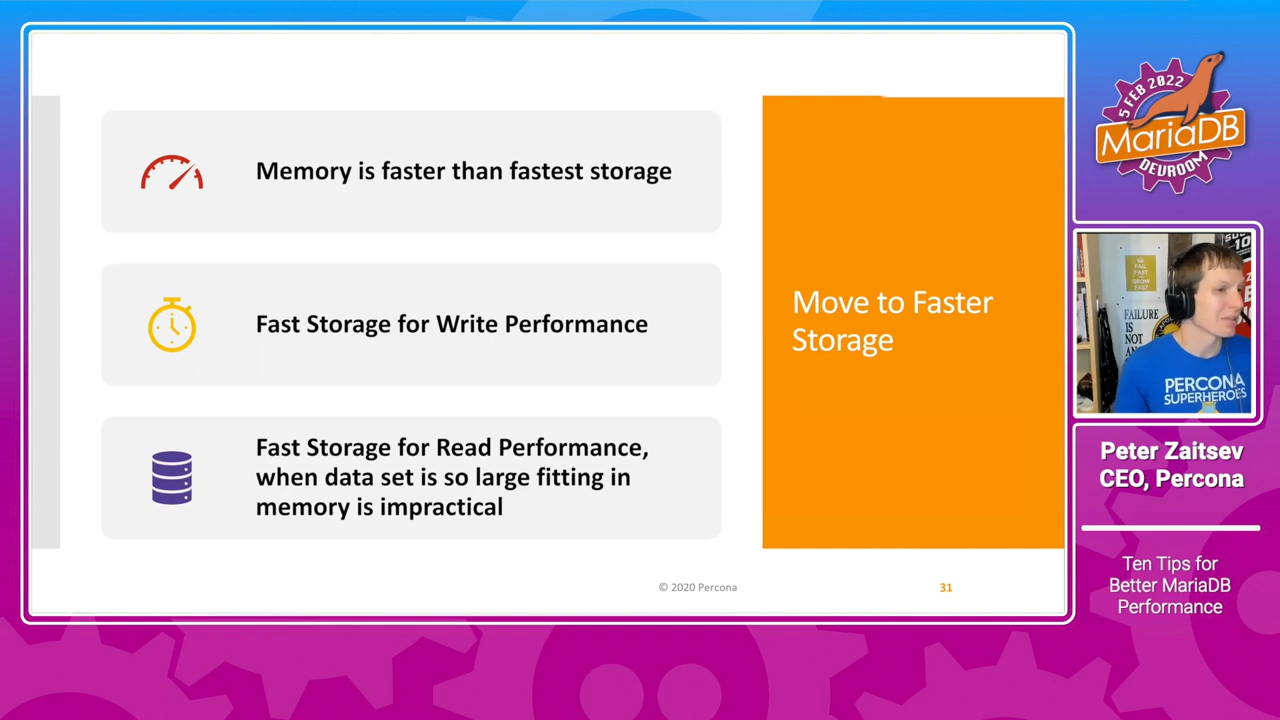 Memory is faster than fastest storage
Fast Storage for Write Performance
Fast Storage for Read Performance,
when data set is so large fitting in
memory is impractical
Move to Faster
Storage
© 2020 Percona
31
5 FEB 2022
MariaDB
DEVROOM
FAIL
FAST
GROW
FAST
FAILURE
IS
NOT
PERCONA
SUPERHEROES
Peter Zaitsev
CEO, Percona
Ten Tips for
Better MariaDB
Performance